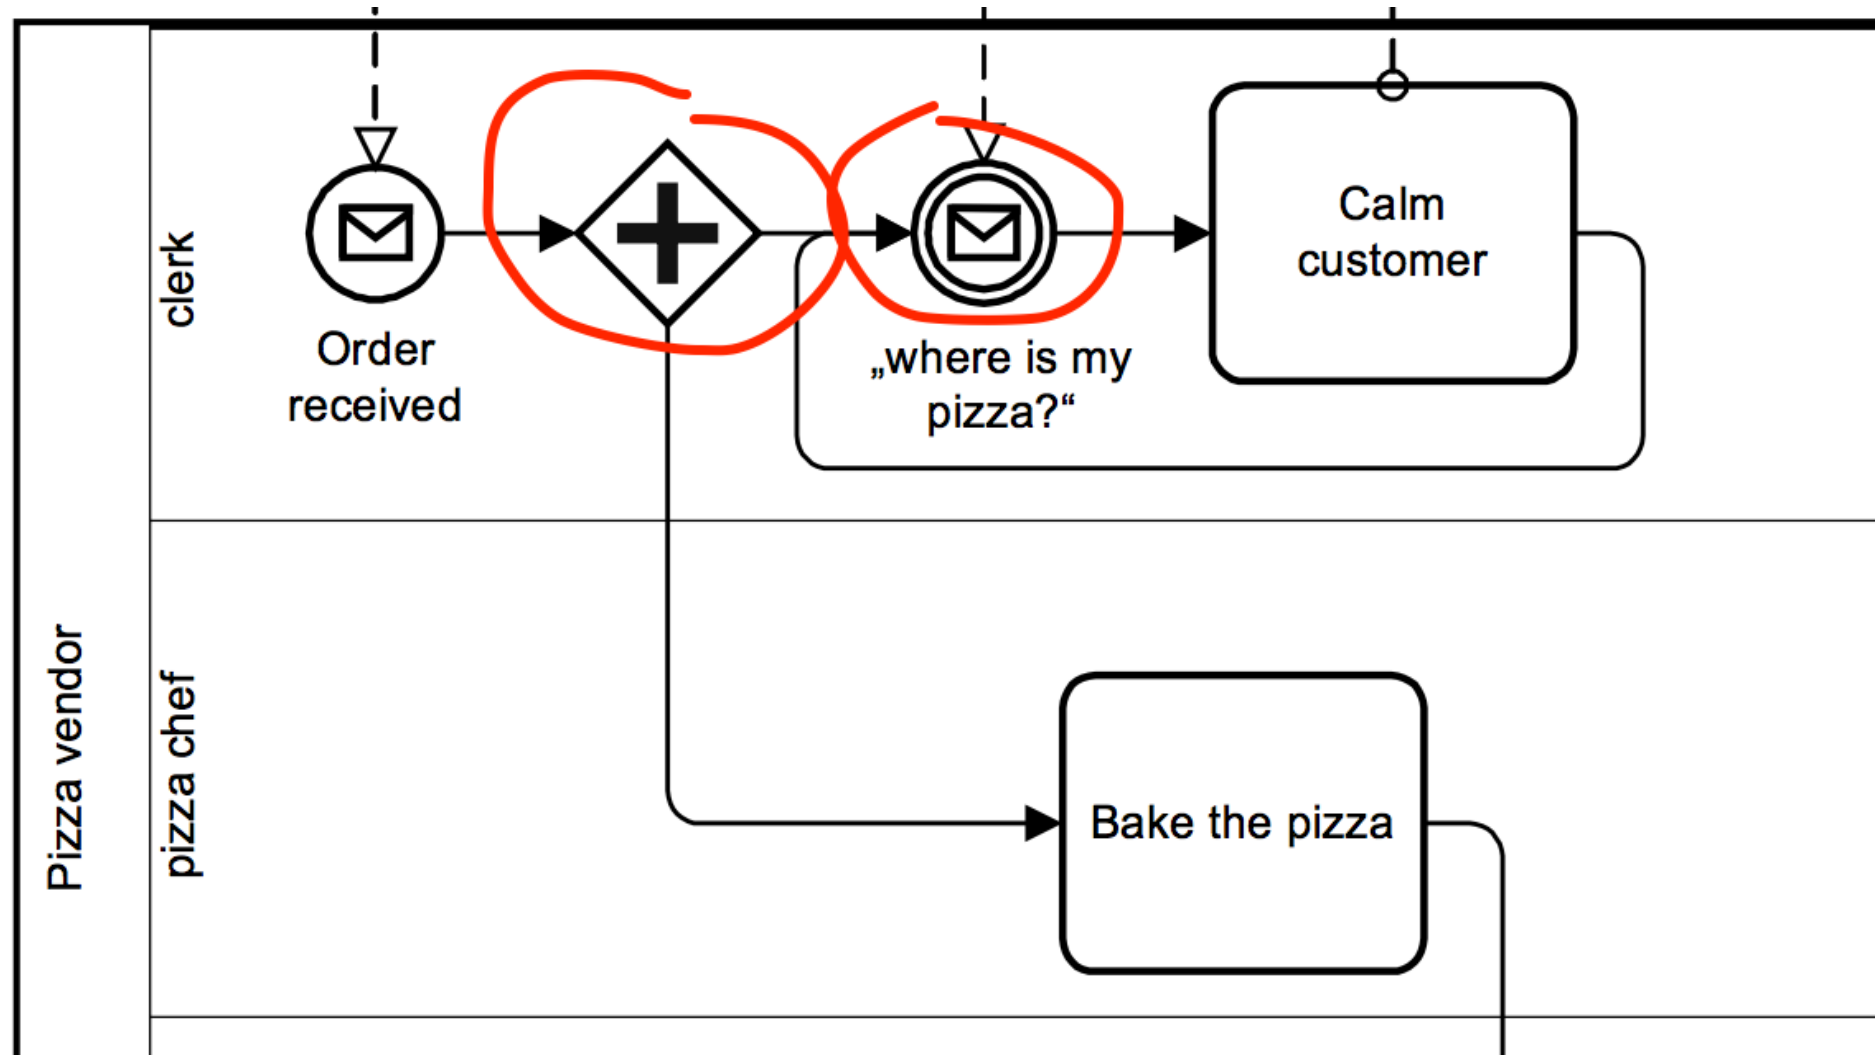 Pizza vendor
clerk
Order
received
„where is my
pizza?“
Calm
customer
pizza chef
Bake the pizza